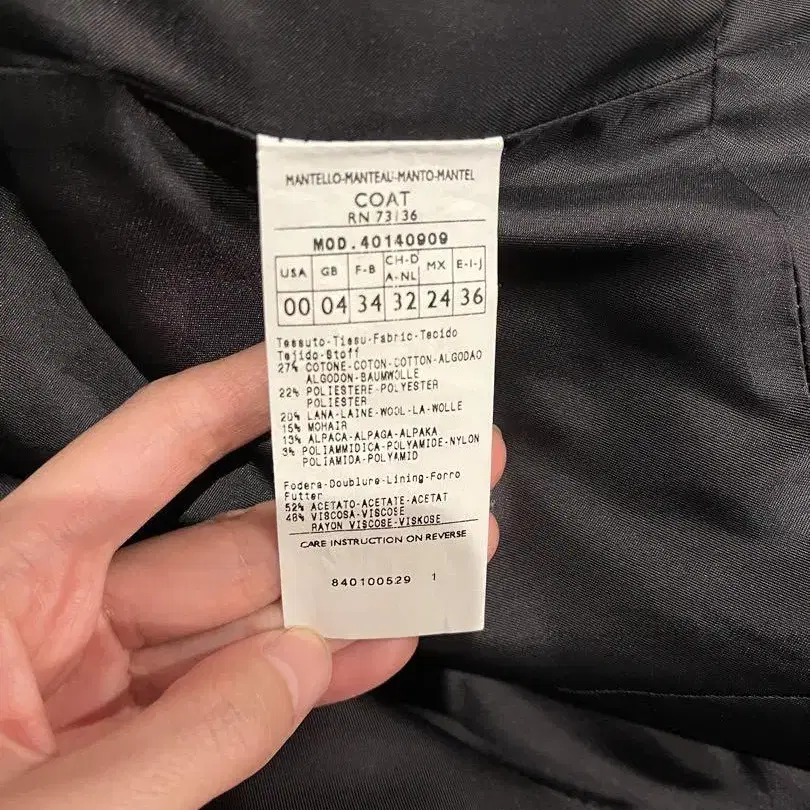 MANTELLO-MANTEAU-MANTO-MANTEL
COAT
RN 73136
MOD.40140909
USA GB F-B CH-D A-NL MX E-I-J
00 04 34 32 24 36
Tessuto-Tissu-Fabric-Tecido
Tejido-Stoff
27% COTONE-COTON-COTTON-ALGODAO
ALGODON-BAUMWOLLE
22% POLIESTERE-POLYESTER
POLIÉSTER
20% LANA-LAINE-WOOL-LA-WOLLE
15% MOHAIR
13% ALPACA-ALPAGA-ALPAKA
3% POLIAMMIDICA-POLYAMIDE-NYLON
POLIAMIDA-POLYAMID
Fodera-Doublure-Lining-Forro
Futter
52% ACETATO-ACETATE-ACETAT
48% VISCOSA-VISCOSE
RAYON VISCOSE-VISKOSE
CARE INSTRUCTION ON REVERSE
840100529 1